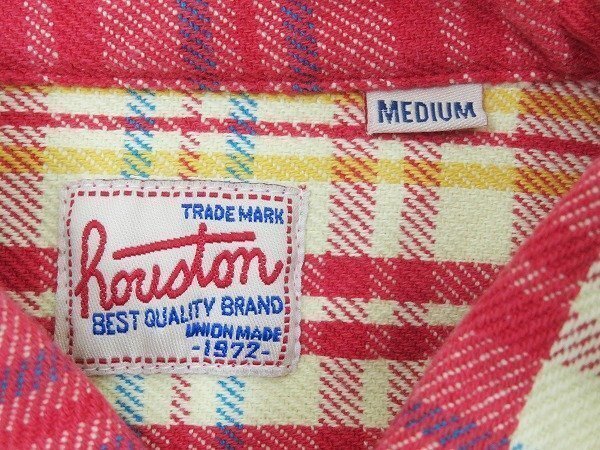 MEDIUM
TRADE MARK
houston
BEST QUALITY BRAND
UNION MADE
-1972-